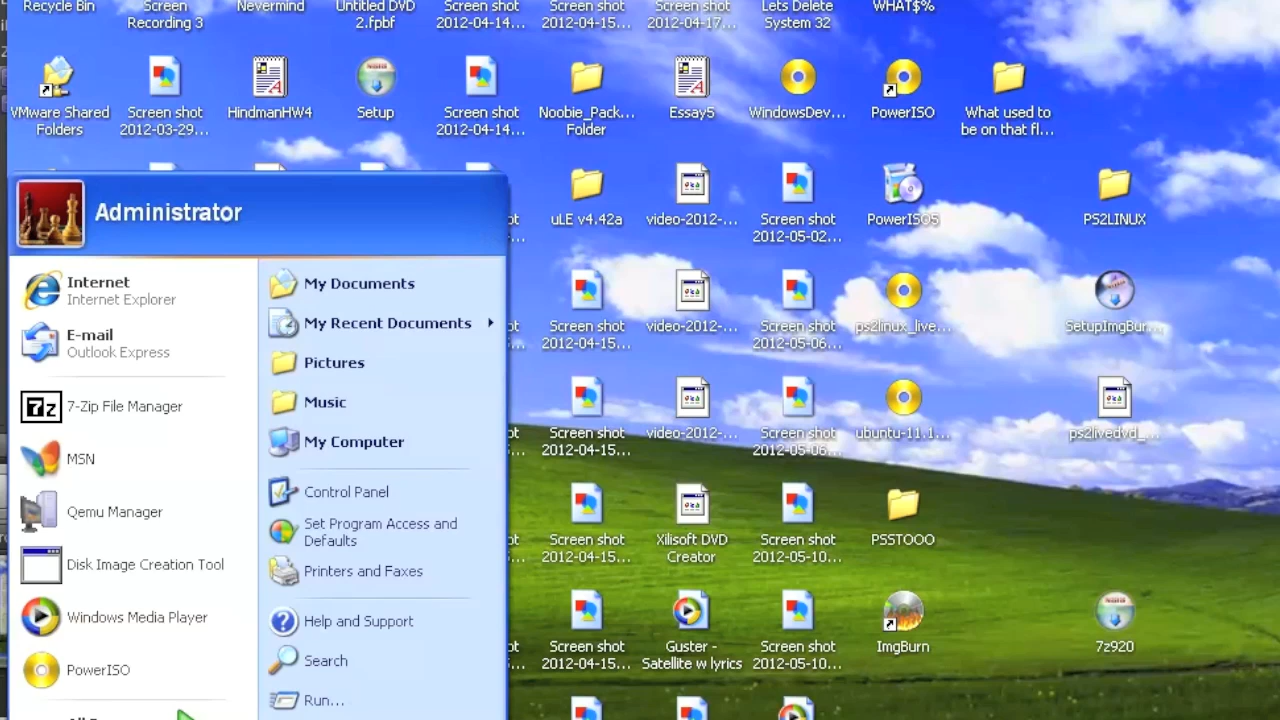 Recycle Bin
Screen
Recording 3
Nevermind
Untitled DVD
2.fpbf
Screen shot
2012-04-14...
Screen shot
2012-04-15...
Screen shot
2012-04-17...
Lets Delete
System 32
WHAT$%
VMware Shared
Folders
Screen shot
2012-03-29...
HindmanHW4
Setup
Screen shot
2012-04-14...
Noobie_Pack...
Folder
Essay5
WindowsDev...
PowerISO
What used to
be on that fl...
Administrator
ot
...
uLE v4.42a
video-2012-...
Screen shot
2012-05-02...
PowerISO5
PS2LINUX
Internet
Internet Explorer
E-mail
Outlook Express
7-Zip File Manager
MSN
Qemu Manager
Disk Image Creation Tool
Windows Media Player
PowerISO
My Documents
My Recent Documents
Pictures
Music
My Computer
Control Panel
Set Program Access and
Defaults
Printers and Faxes
Help and Support
Search
Run...
Screen shot
2012-04-15...
video-2012-...
Screen shot
2012-05-06...
ps2linux_live...
SetupImgBur...
ot
...
Screen shot
2012-04-15...
video-2012-...
Screen shot
2012-05-06...
ubuntu-11.1...
ps2livedvd_...
ot
...
Screen shot
2012-04-15...
Xilisoft DVD
Creator
Screen shot
2012-05-10...
PSSTOOO
ot
...
Screen shot
2012-04-15...
Guster -
Satellite w lyrics
Screen shot
2012-05-10...
ImgBurn
7z920